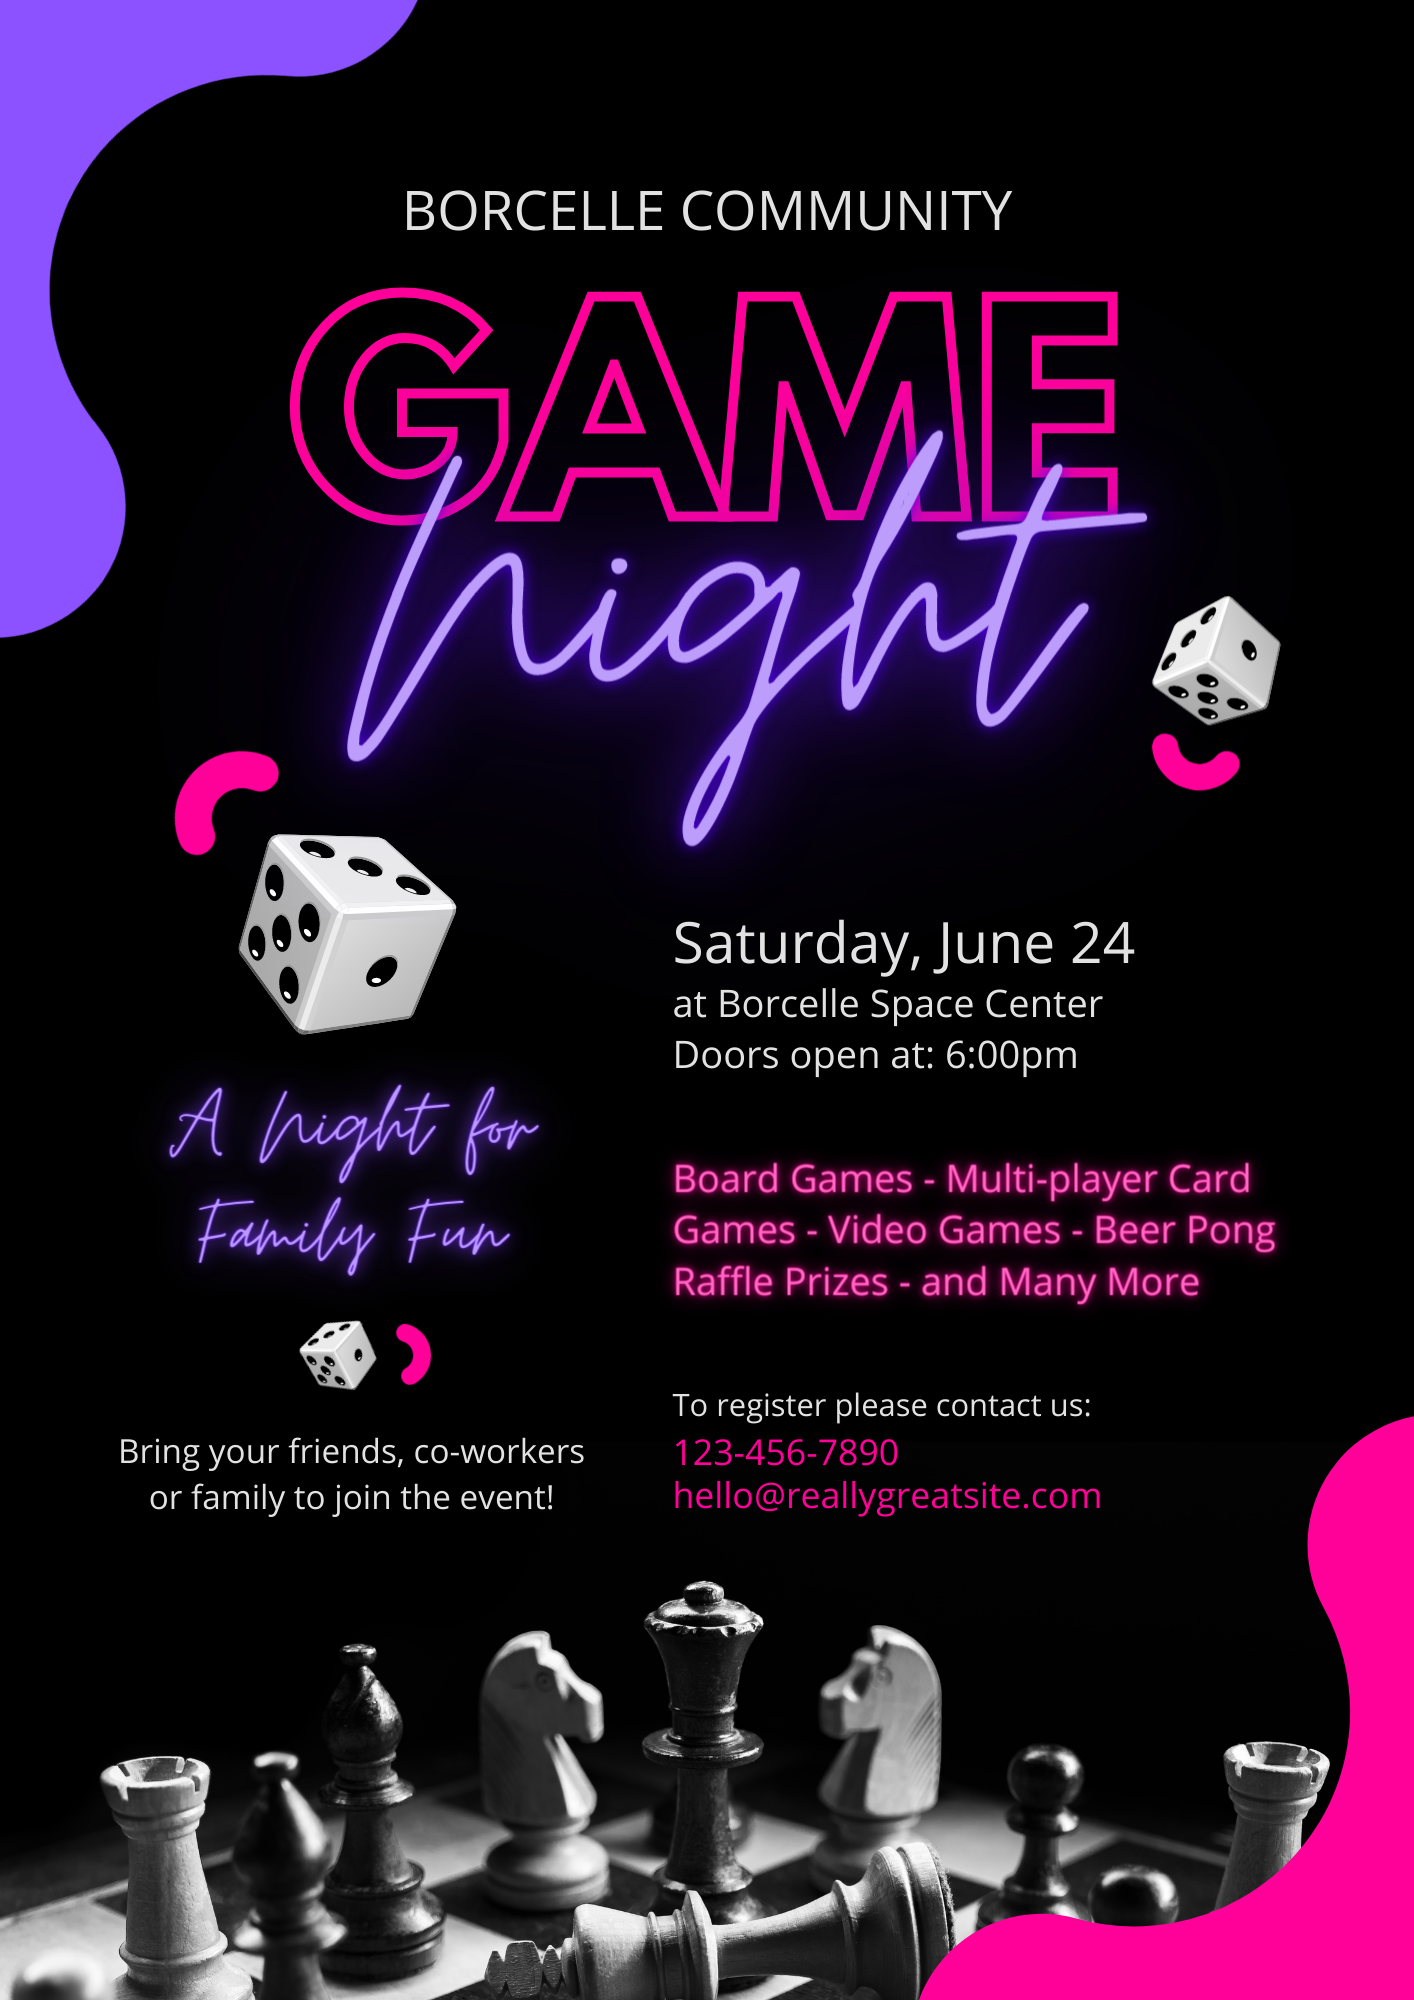 BORCELLE COMMUNITY
GAME
night
Saturday, June 24
at Borcelle Space Center
Doors open at: 6:00pm
A Night for
Family Fun
Board Games - Multi-player Card
Games - Video Games - Beer Pong
Raffle Prizes - and Many More
Bring your friends, co-workers
or family to join the event!
To register please contact us:
123-456-7890
hello@reallygreatsite.com